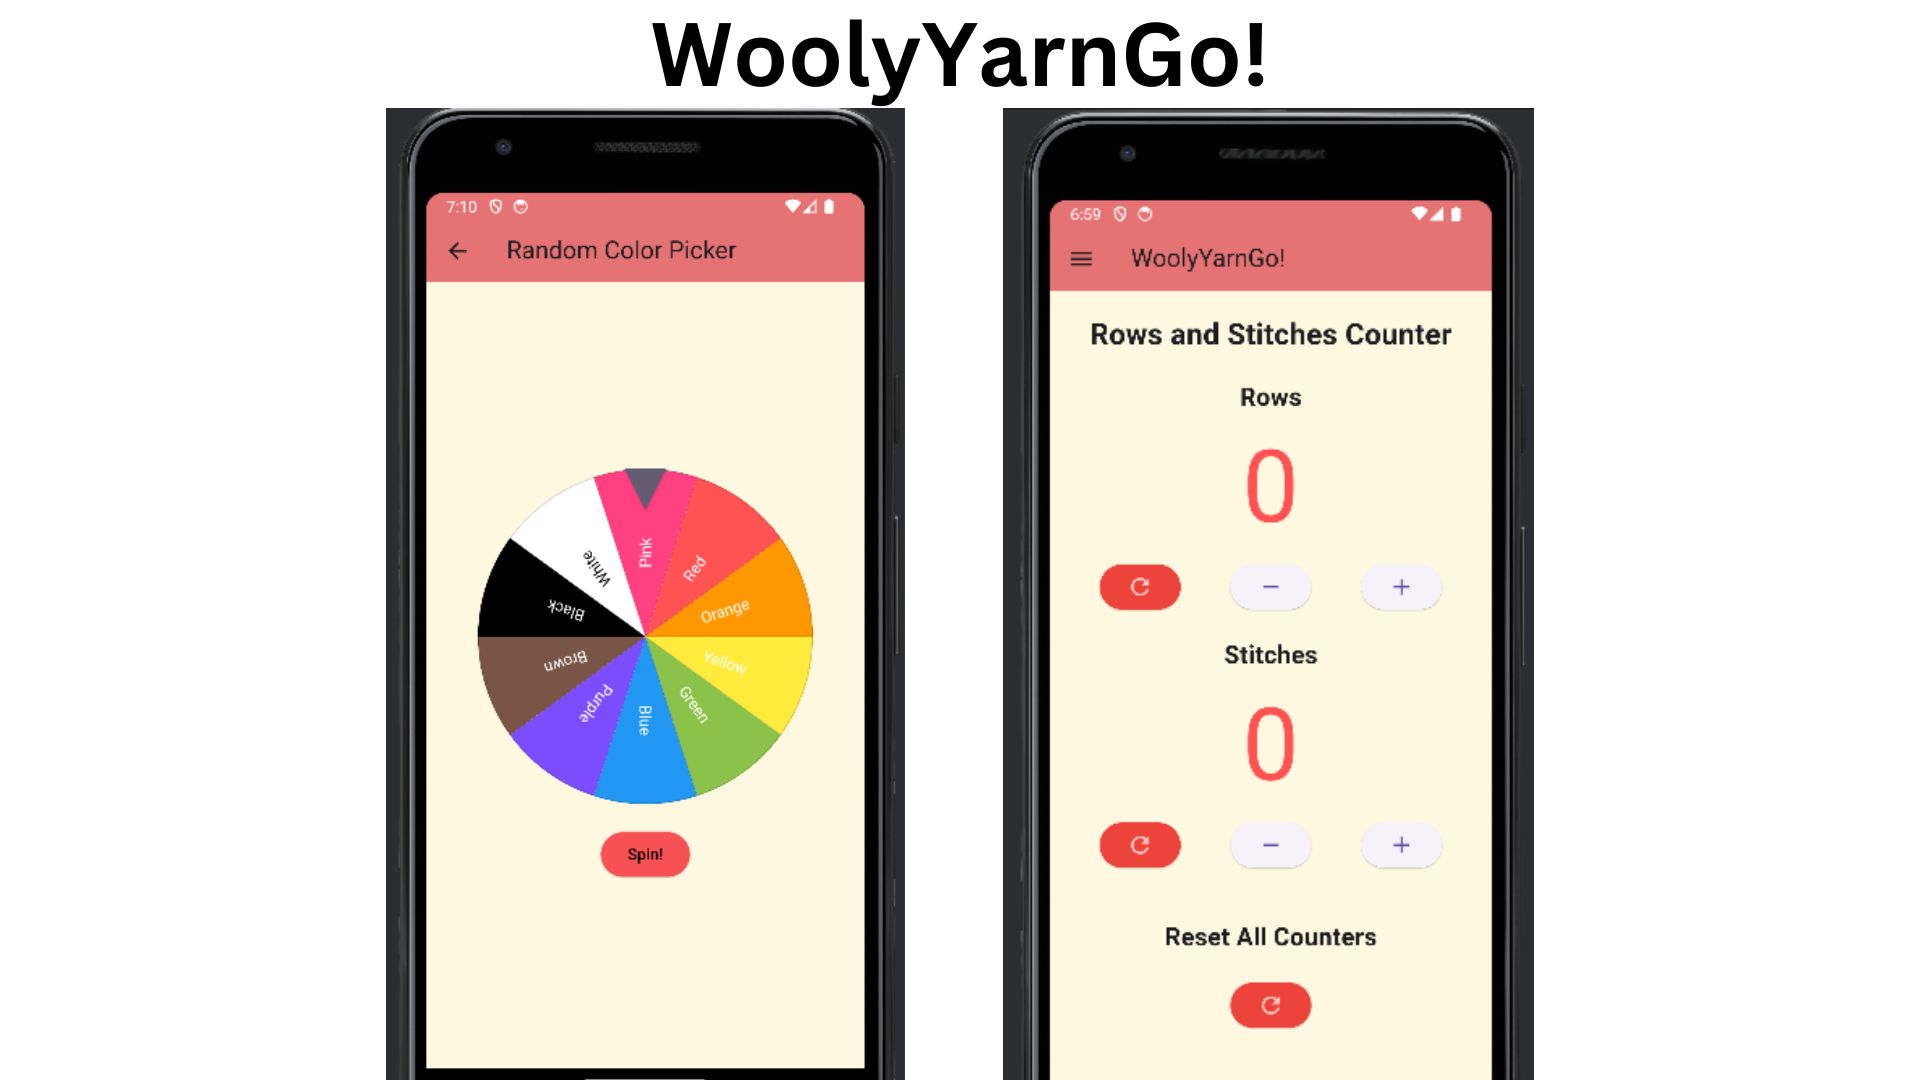 WoolyYarnGo!
7:10
Random Color Picker
Pink
Red
Orange
Yellow
Green
Blue
Purple
Brown
Black
White
Spin!
6:59
WoolyYarnGo!
Rows and Stitches Counter
Rows
0
− +
Stitches
0
− +
Reset All Counters